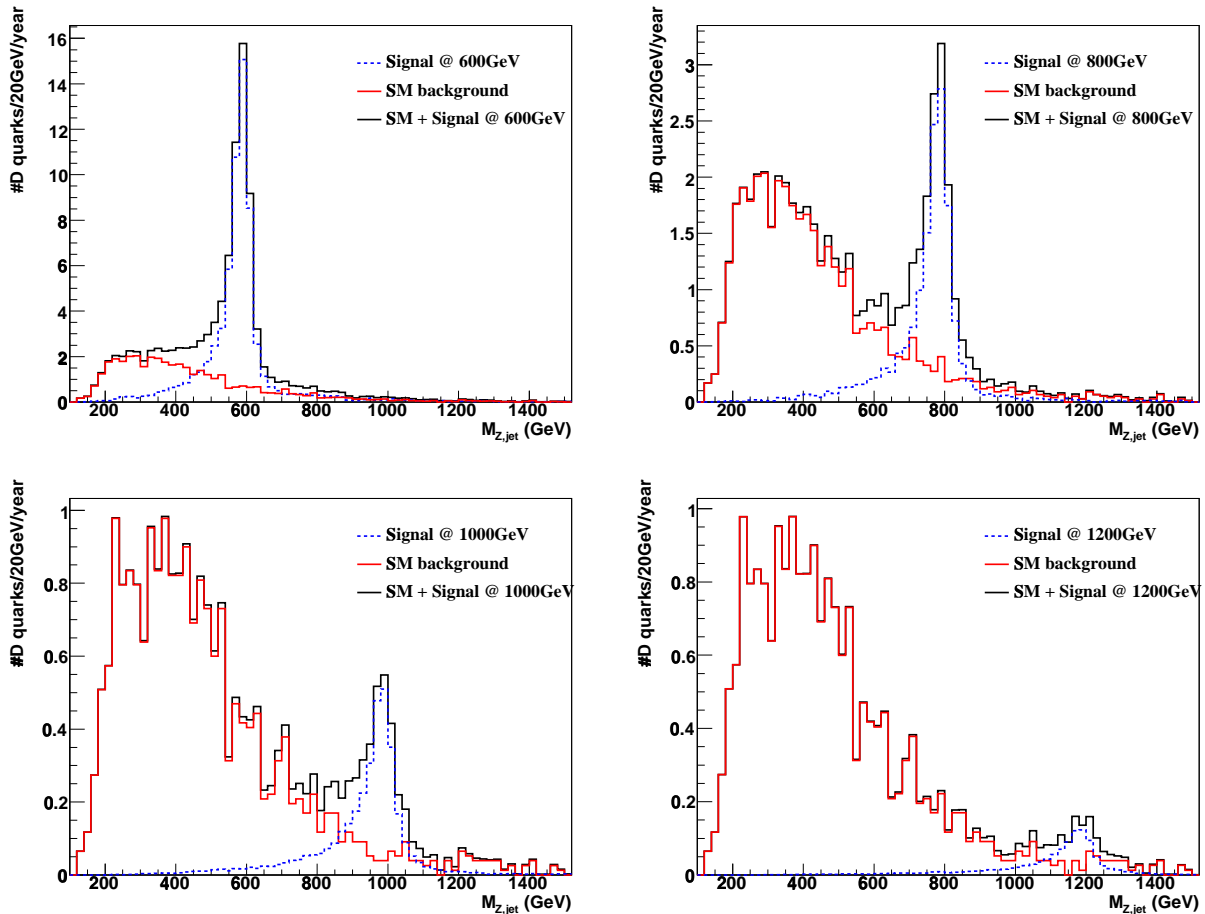 #D quarks/20GeV/year
16
14
12
10
8
6
4
2
0
Signal @ 600GeV
SM background
SM + Signal @ 600GeV
200 400 600 800 1000 1200 1400
M_Z,jet (GeV)
#D quarks/20GeV/year
3
2.5
2
1.5
1
0.5
0
Signal @ 800GeV
SM background
SM + Signal @ 800GeV
200 400 600 800 1000 1200 1400
M_Z,jet (GeV)
#D quarks/20GeV/year
1
0.8
0.6
0.4
0.2
0
Signal @ 1000GeV
SM background
SM + Signal @ 1000GeV
200 400 600 800 1000 1200 1400
M_Z,jet (GeV)
#D quarks/20GeV/year
1
0.8
0.6
0.4
0.2
0
Signal @ 1200GeV
SM background
SM + Signal @ 1200GeV
200 400 600 800 1000 1200 1400
M_Z,jet (GeV)